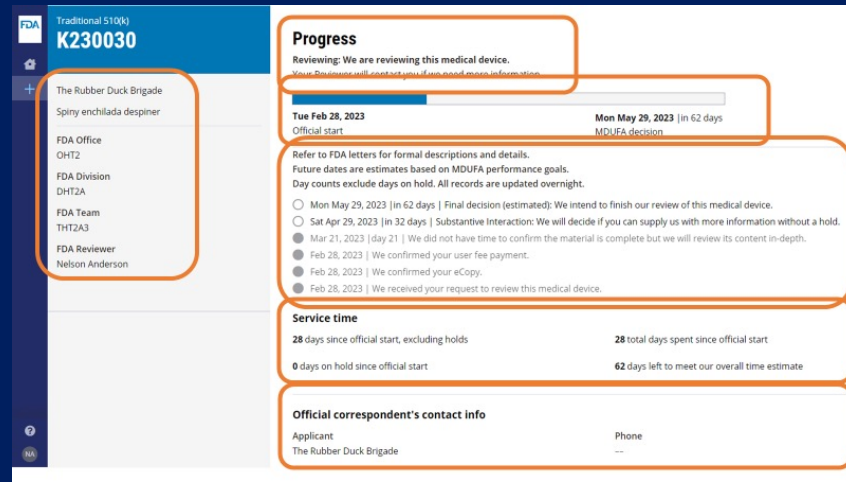 FDA
Traditional 510(k)
K230030
The Rubber Duck Brigade
Spiny enchilada despiner
FDA Office
OHT2
FDA Division
DHT2A
FDA Team
THT2A3
FDA Reviewer
Nelson Anderson
NA
Progress
Reviewing: We are reviewing this medical device.
Your Reviewer will contact you if we need more information
Tue Feb 28, 2023
Official start
Mon May 29, 2023 |in 62 days
MDUFA decision
Refer to FDA letters for formal descriptions and details.
Future dates are estimates based on MDUFA performance goals.
Day counts exclude days on hold. All records are updated overnight.
Mon May 29, 2023 |in 62 days | Final decision (estimated): We intend to finish our review of this medical device.
Sat Apr 29, 2023 |in 32 days | Substantive Interaction: We will decide if you can supply us with more information without a hold.
Mar 21, 2023 |day 21 | We did not have time to confirm the material is complete but we will review its content in-depth.
Feb 28, 2023 | We confirmed your user fee payment.
Feb 28, 2023 | We confirmed your eCopy.
Feb 28, 2023 | We received your request to review this medical device.
Service time
28 days since official start, excluding holds
28 total days spent since official start
0 days on hold since official start
62 days left to meet our overall time estimate
Official correspondent's contact info
Applicant
The Rubber Duck Brigade
Phone
---